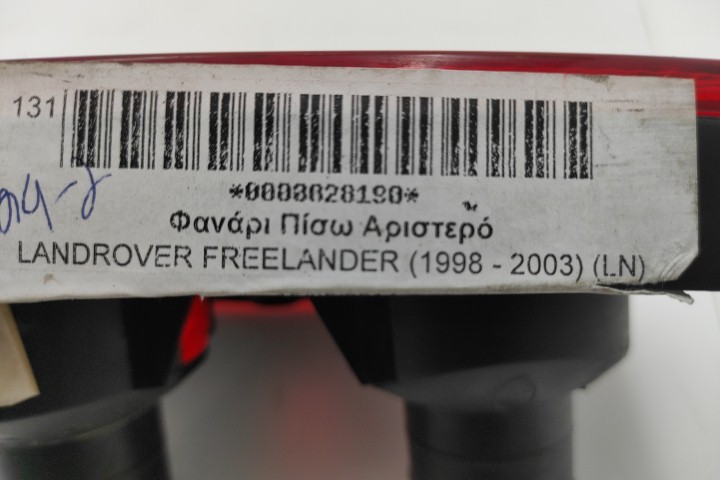 131
*0003628190*
Φανάρι Πίσω Αριστερό
LANDROVER FREELANDER (1998 - 2003) (LN)